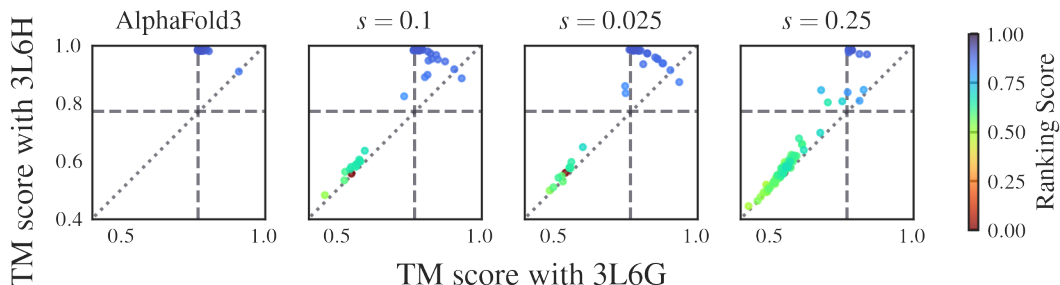 AlphaFold3
s = 0.1
s = 0.025
s = 0.25
TM score with 3L6H
1.0
0.8
0.6
0.4
0.5
1.0
0.5
1.0
0.5
1.0
0.5
1.0
TM score with 3L6G
1.00
0.75
0.50
0.25
0.00
Ranking Score